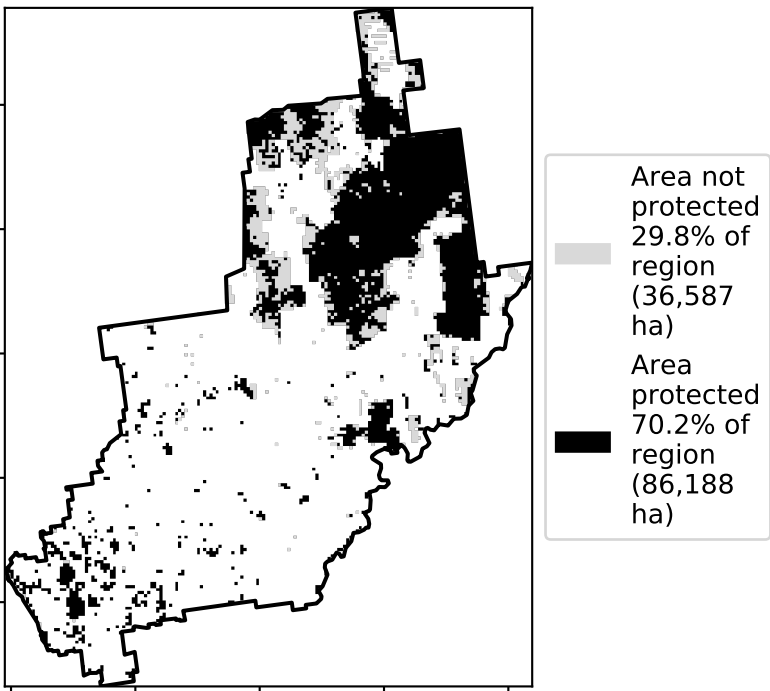 Area not
protected
29.8% of
region
(36,587
ha)
Area
protected
70.2% of
region
(86,188
ha)